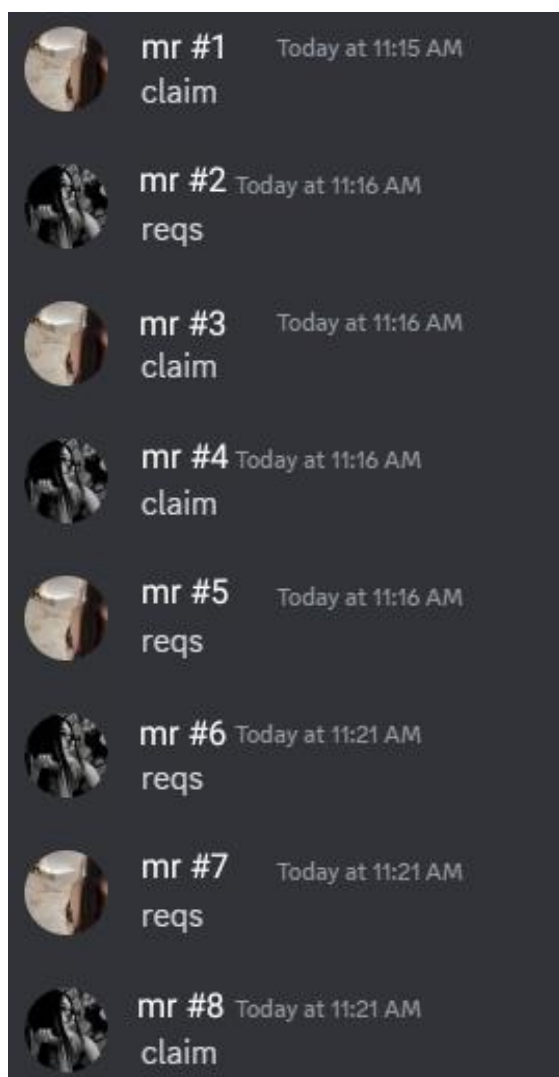 mr #1 Today at 11:15 AM
claim
mr #2 Today at 11:16 AM
reqs
mr #3 Today at 11:16 AM
claim
mr #4 Today at 11:16 AM
claim
mr #5 Today at 11:16 AM
reqs
mr #6 Today at 11:21 AM
reqs
mr #7 Today at 11:21 AM
reqs
mr #8 Today at 11:21 AM
claim